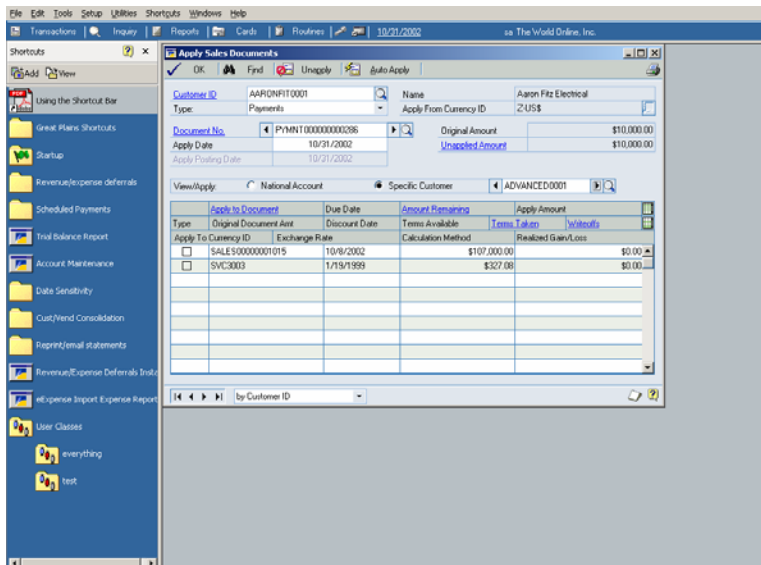 File Edit Tools Setup Utilities Shortcuts Windows Help
Transactions Inquiry Reports Cards Routines 10/31/2002 sa The World Online, Inc.
Shortcuts
Add View
Using the Shortcut Bar
Great Plains Shortcuts
Startup
Revenue/expense deferrals
Scheduled Payments
Trial Balance Report
Account Maintenance
Date Sensitivity
Cust/Vend Consolidation
Reprint/email statements
Revenue/Expense Deferrals Insta
eExpense Import Expense Report
User Classes
everything
test
Apply Sales Documents
OK Find Unapply Auto Apply
Customer ID AARONFIT0001 Name Aaron Fitz Electrical
Type: Payments Apply From Currency ID Z-US$
Document No. PYMNT000000000286 Original Amount $10,000.00
Apply Date 10/31/2002 Unapplied Amount $10,000.00
Apply Posting Date 10/31/2002
View/Apply: National Account Specific Customer ADVANCED0001
Apply to Document Due Date Amount Remaining Apply Amount
Type Original Document Amt Discount Date Terms Available Terms Taken Writeoffs
Apply To Currency ID Exchange Rate Calculation Method Realized Gain/Loss
SALES00000001015 10/8/2002 $107,000.00 $0.00
SVC3003 1/19/1999 $327.08 $0.00
by Customer ID